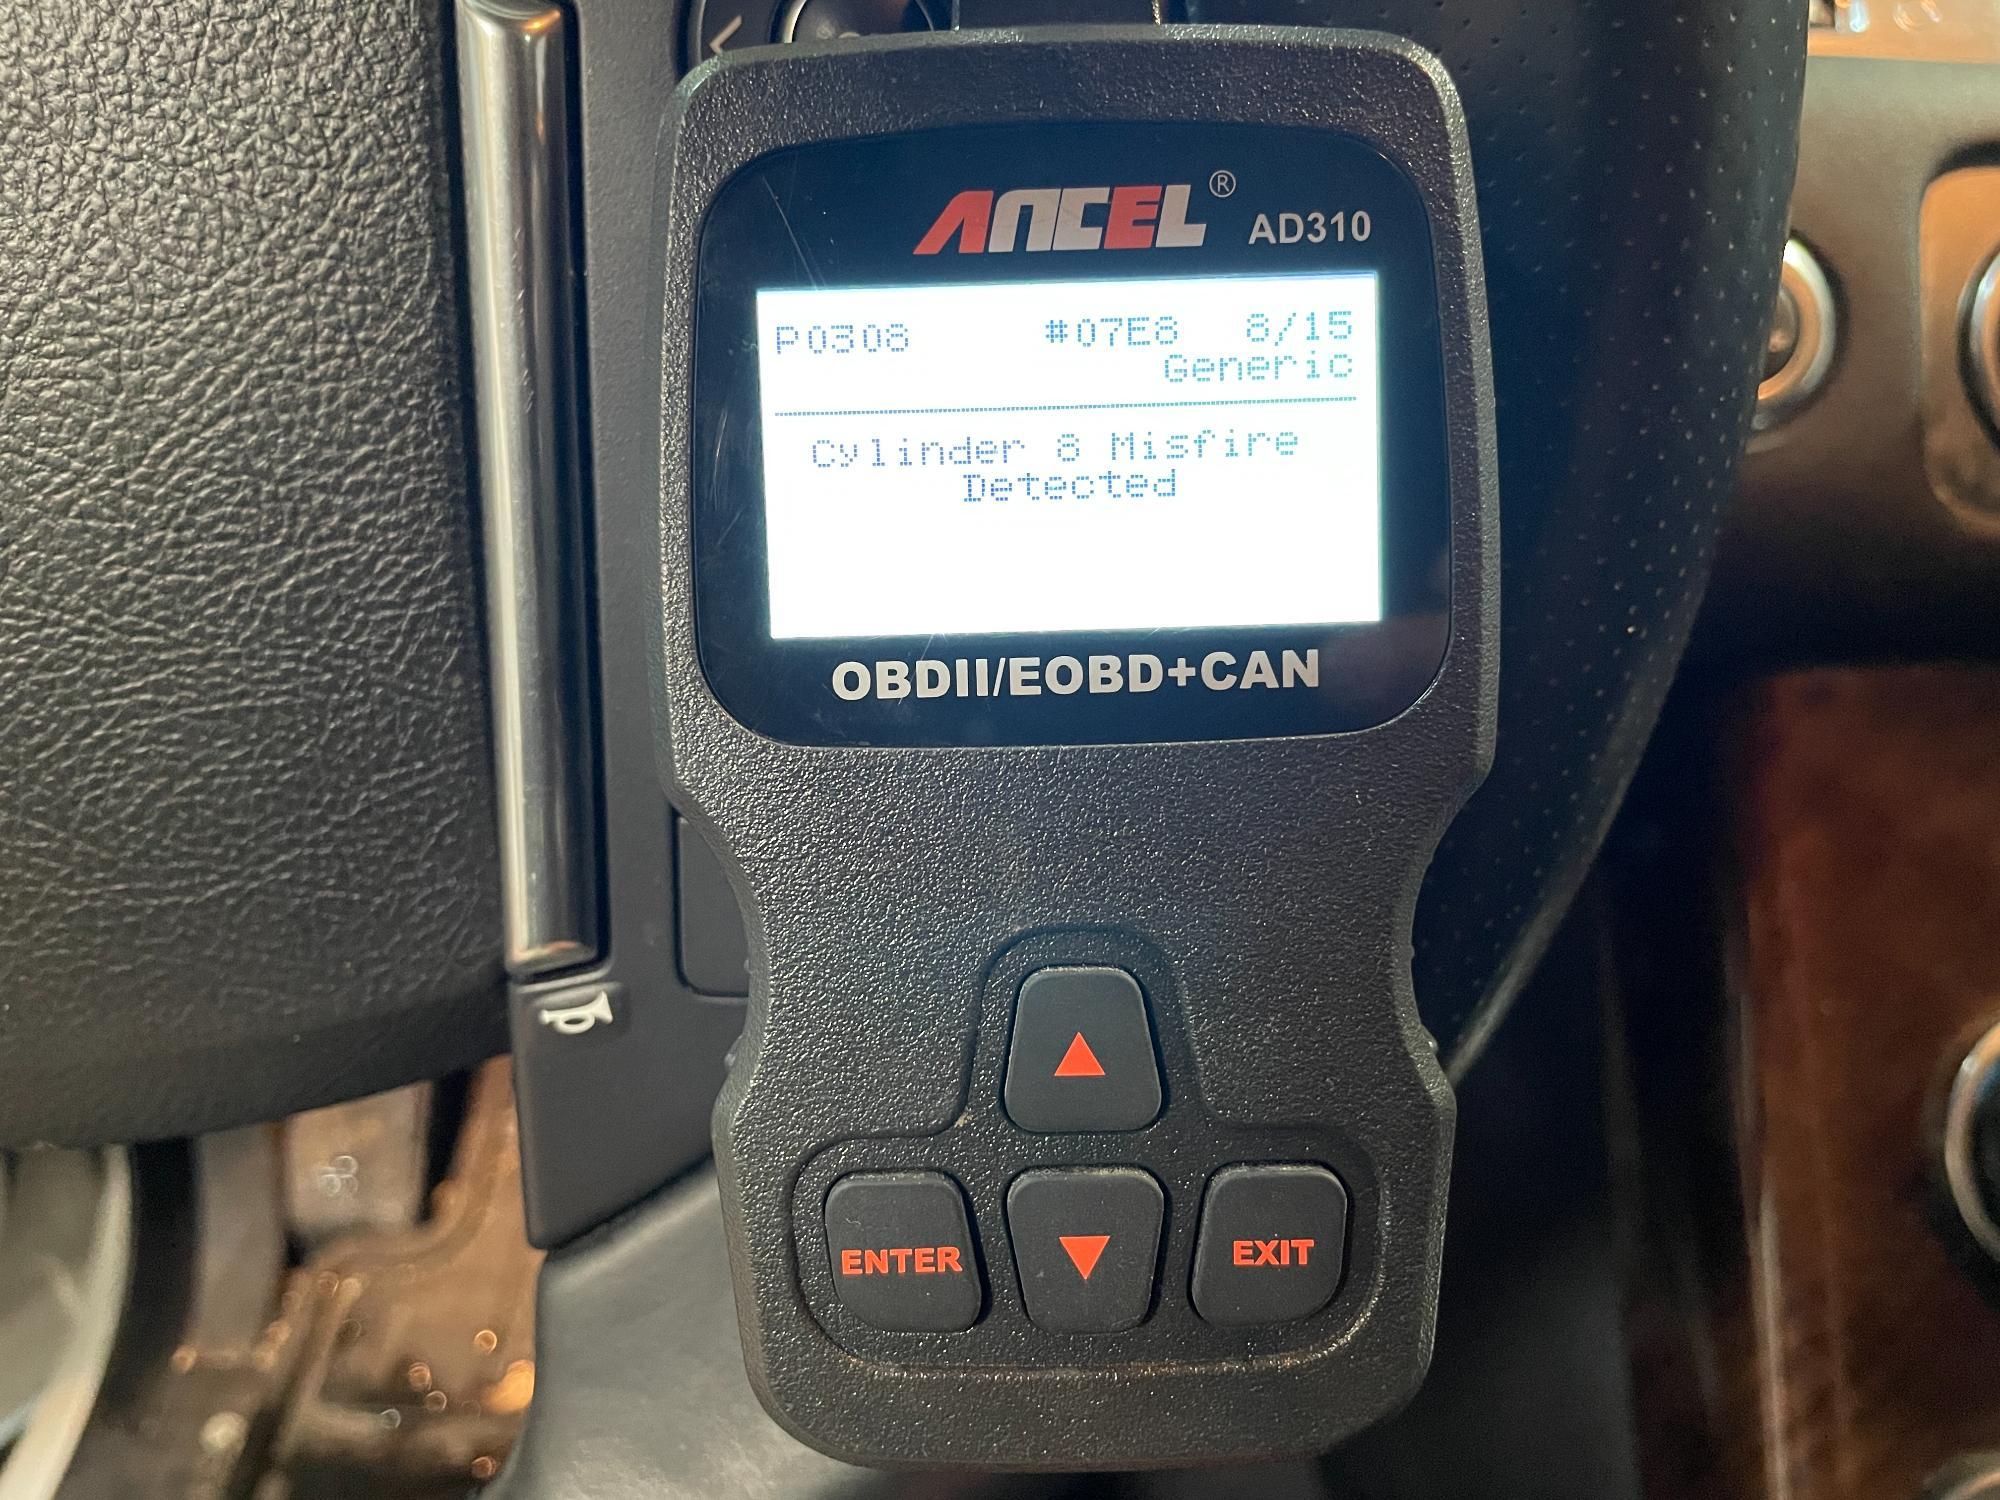 ANCEL® AD310
P0308 #07E8 8/15
Generic
Cylinder 8 Misfire
Detected
OBDII/EOBD+CAN
ENTER
EXIT